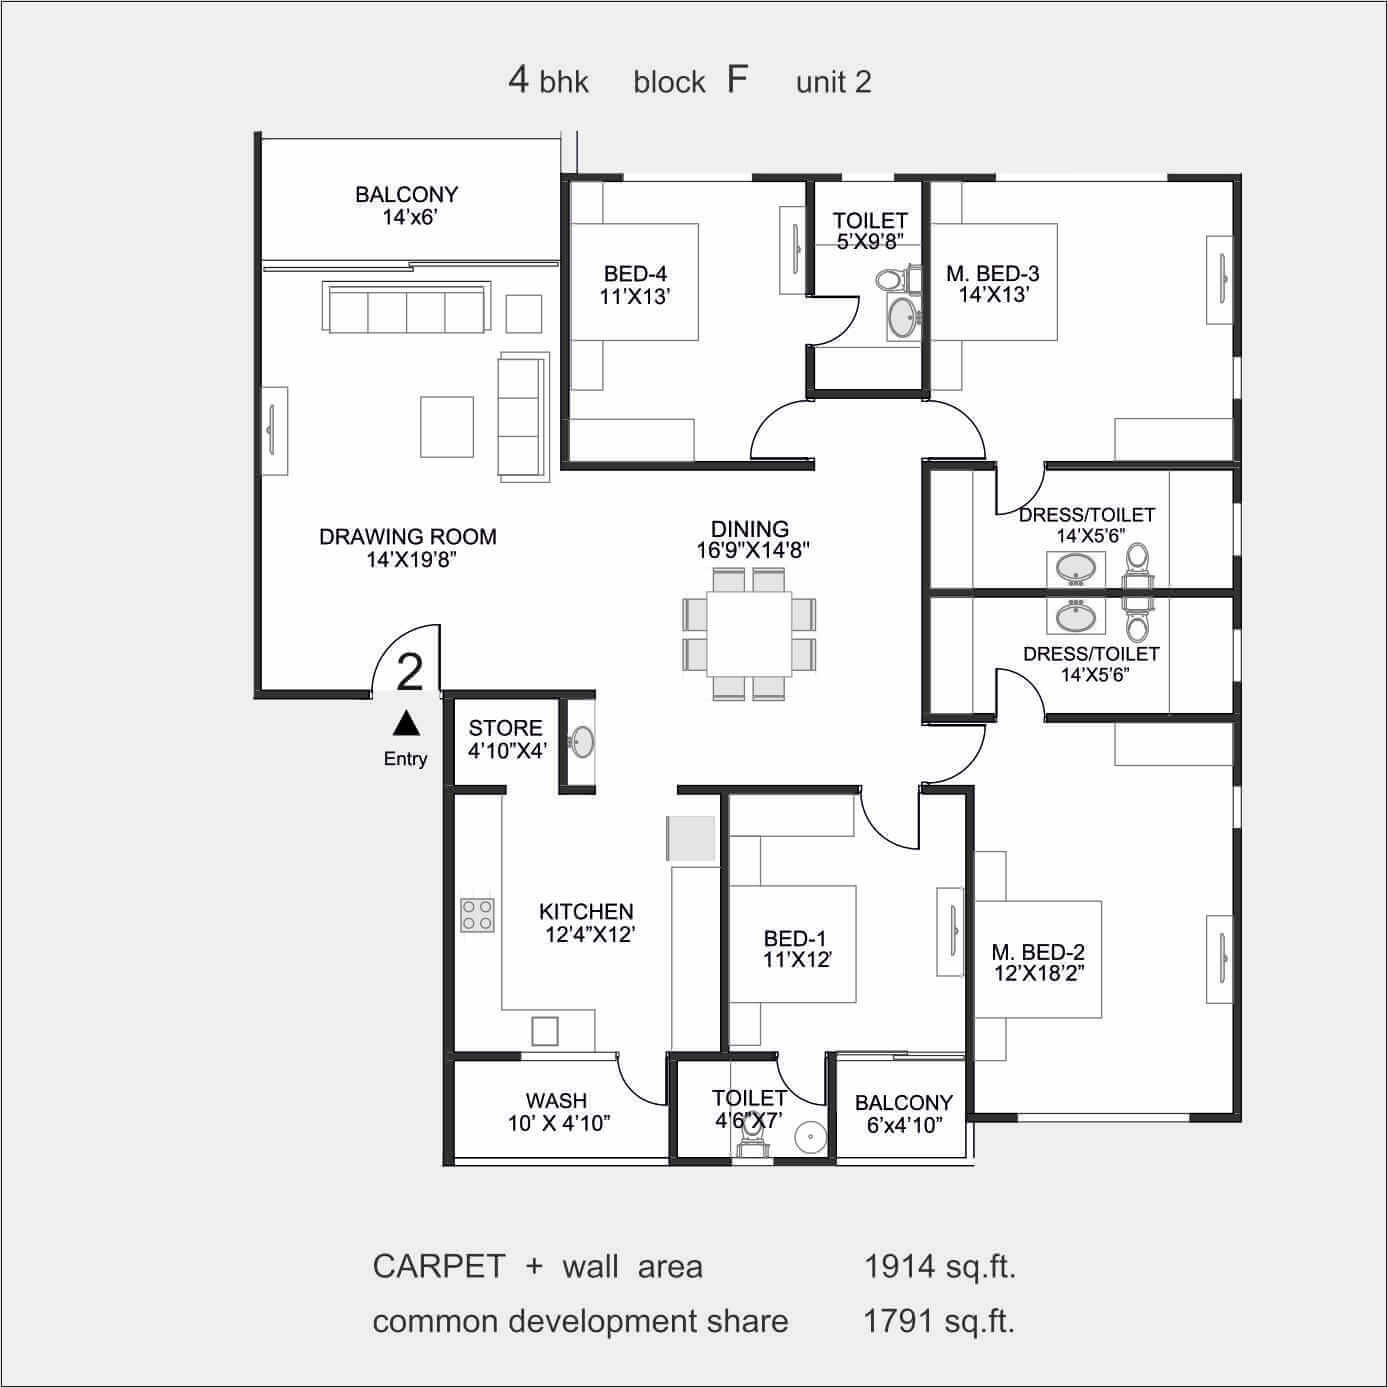 4 bhk block F unit 2
BALCONY
14'x6'
BED-4
11'X13'
TOILET
5'X9'8"
M. BED-3
14'X13'
DRAWING ROOM
14'X19'8"
DINING
16'9"X14'8"
DRESS/TOILET
14'X5'6"
DRESS/TOILET
14'X5'6"
2
Entry
STORE
4'10"X4'
KITCHEN
12'4"X12'
BED-1
11'X12'
M. BED-2
12'X18'2"
WASH
10' X 4'10"
TOILET
4'6"X7'
BALCONY
6'x4'10"
CARPET + wall area 1914 sq.ft.
common development share 1791 sq.ft.